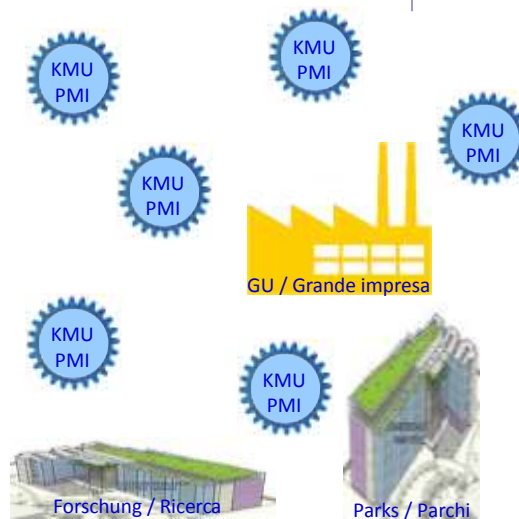 KMU
PMI
KMU
PMI
KMU
PMI
KMU
PMI
GU / Grande impresa
KMU
PMI
KMU
PMI
Forschung / Ricerca
Parks / Parchi